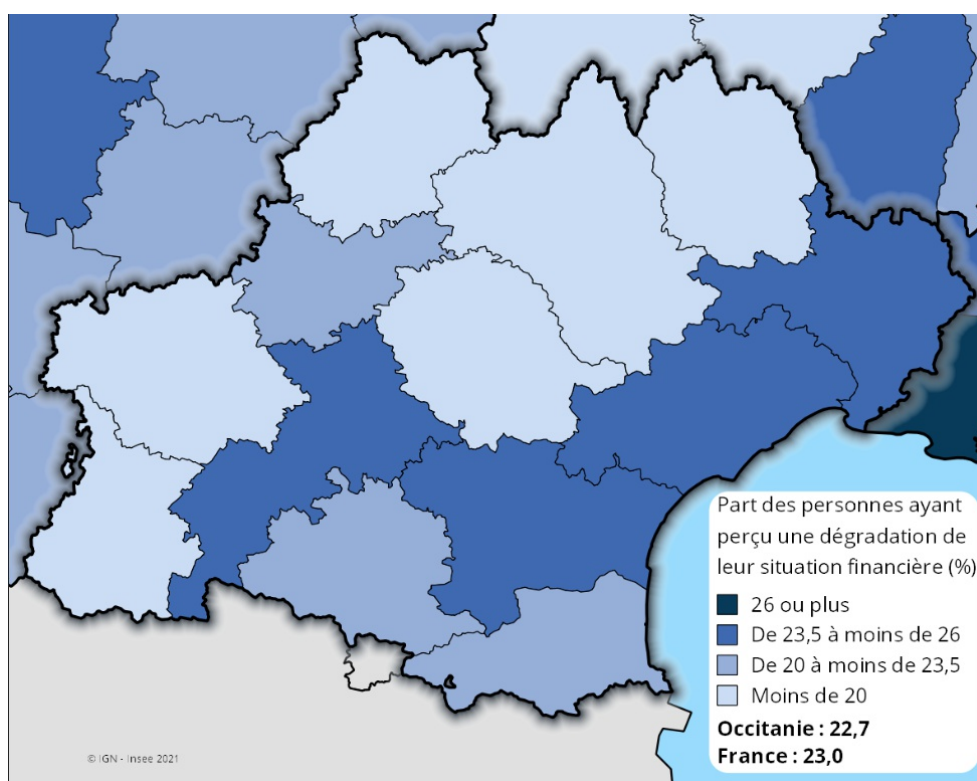 Part des personnes ayant
perçu une dégradation de
leur situation financière (%)
26 ou plus
De 23,5 à moins de 26
De 20 à moins de 23,5
Moins de 20
Occitanie : 22,7
France : 23,0
© IGN - Insee 2021